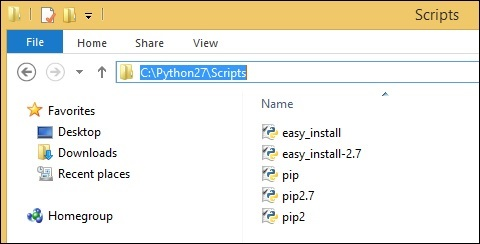 Scripts
File Home Share View
C:\Python27\Scripts
Favorites
Desktop
Downloads
Recent places
Homegroup
Name
easy_install
easy_install-2.7
pip
pip2.7
pip2